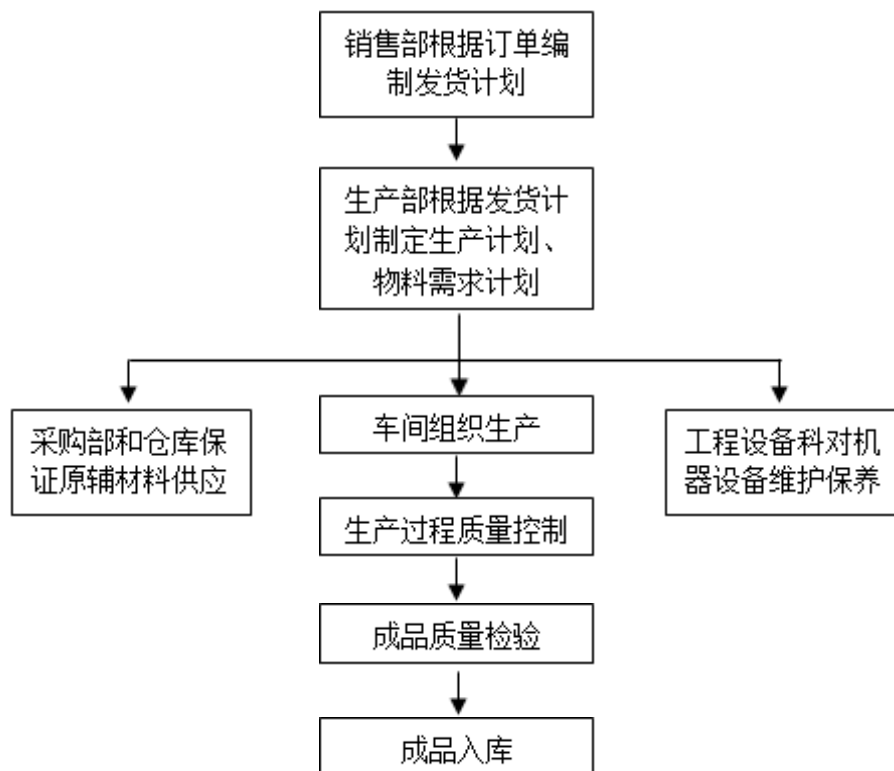 销售部根据订单编
制发货计划
生产部根据发货计
划制定生产计划、
物料需求计划
采购部和仓库保
证原辅材料供应
车间组织生产
工程设备科对机
器设备维护保养
生产过程质量控制
成品质量检验
成品入库